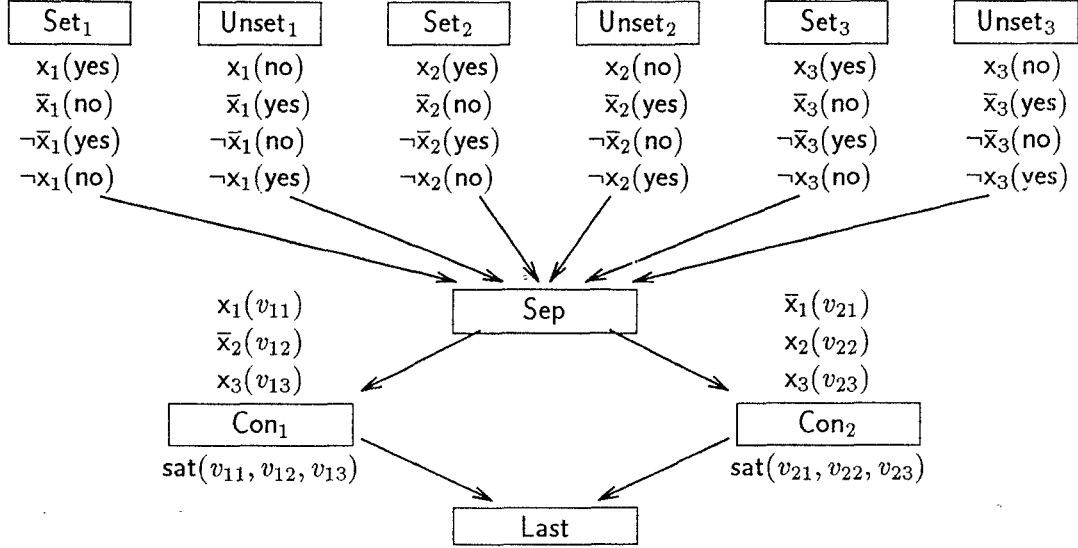 Set₁ Unset₁ Set₂ Unset₂ Set₃ Unset₃
x₁(yes) x₁(no) x₂(yes) x₂(no) x₃(yes) x₃(no)
x̄₁(no) x̄₁(yes) x̄₂(no) x̄₂(yes) x̄₃(no) x̄₃(yes)
¬x̄₁(yes) ¬x̄₁(no) ¬x̄₂(yes) ¬x̄₂(no) ¬x̄₃(yes) ¬x̄₃(no)
¬x₁(no) ¬x₁(yes) ¬x₂(no) ¬x₂(yes) ¬x₃(no) ¬x₃(yes)
Sep
x₁(v₁₁)
x̄₂(v₁₂)
x₃(v₁₃)
Con₁
sat(v₁₁, v₁₂, v₁₃)
x̄₁(v₂₁)
x₂(v₂₂)
x₃(v₂₃)
Con₂
sat(v₂₁, v₂₂, v₂₃)
Last